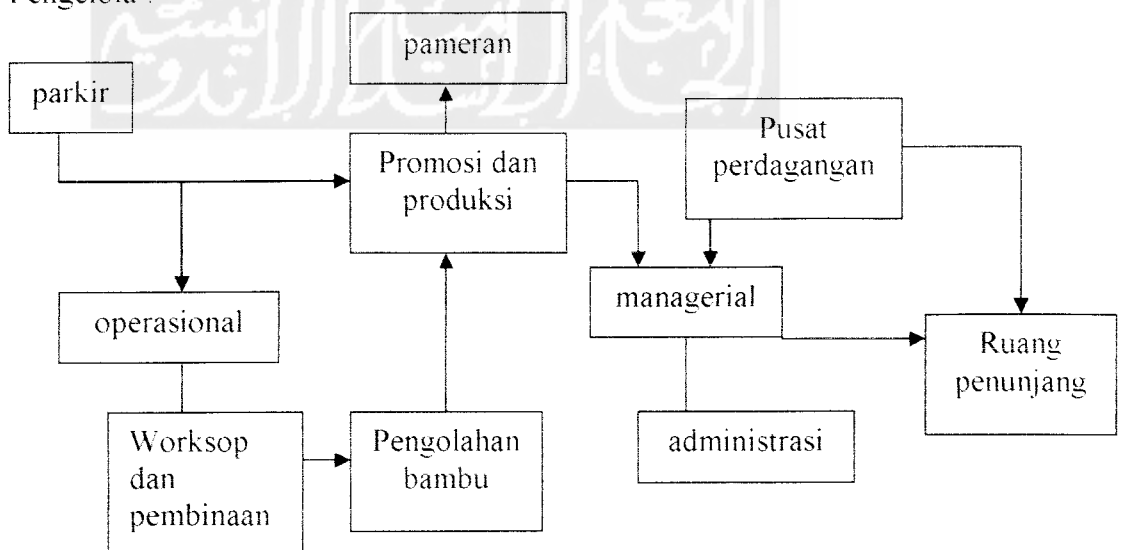 Pengelola :
pameran
parkir
Promosi dan
produksi
Pusat
perdagangan
operasional
managerial
Ruang
penunjang
Worksop
dan
pembinaan
Pengolahan
bambu
administrasi